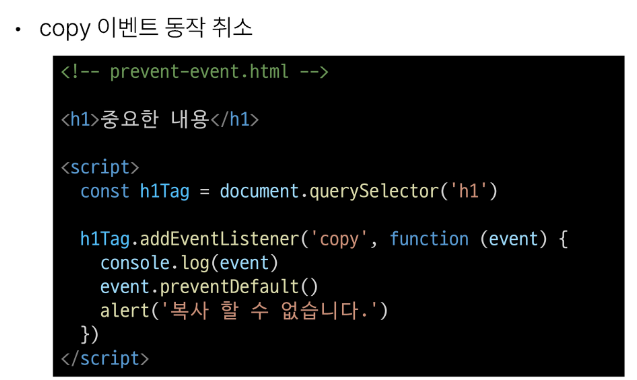 • copy 이벤트 동작 취소
<!-- prevent-event.html -->
<h1>중요한 내용</h1>
<script>
const h1Tag = document.querySelector('h1')
h1Tag.addEventListener('copy', function (event) {
console.log(event)
event.preventDefault()
alert('복사 할 수 없습니다.')
})
</script>